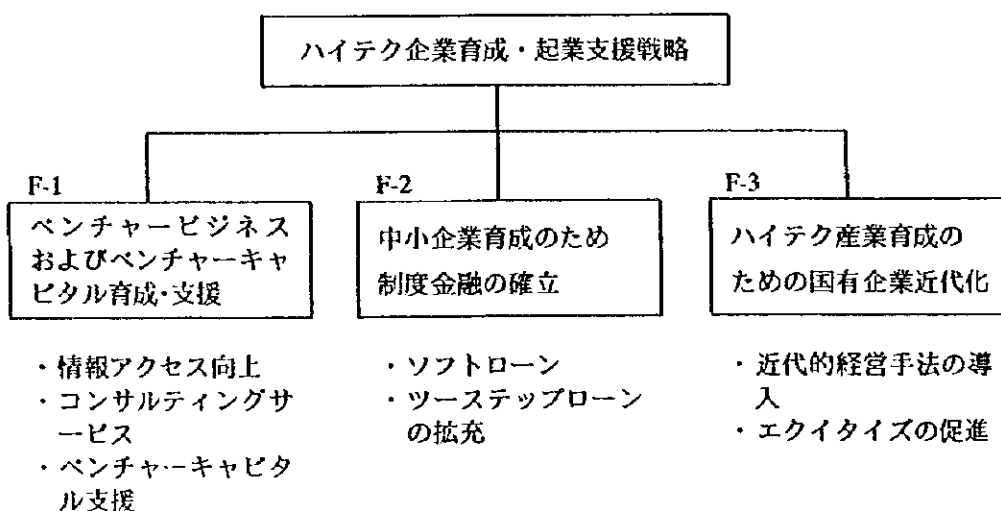 ハイテク企業育成・起業支援戦略
F-1
ベンチャービジネス
およびベンチャーキャ
ピタル育成・支援
・情報アクセス向上
・コンサルティングサ
ービス
・ベンチャーキャピタ
ル支援
F-2
中小企業育成のため
制度金融の確立
・ソフトローン
・ツーステップローン
の拡充
F-3
ハイテク産業育成の
ための国有企業近代化
・近代的経営手法の導
入
・エクイタイズの促進